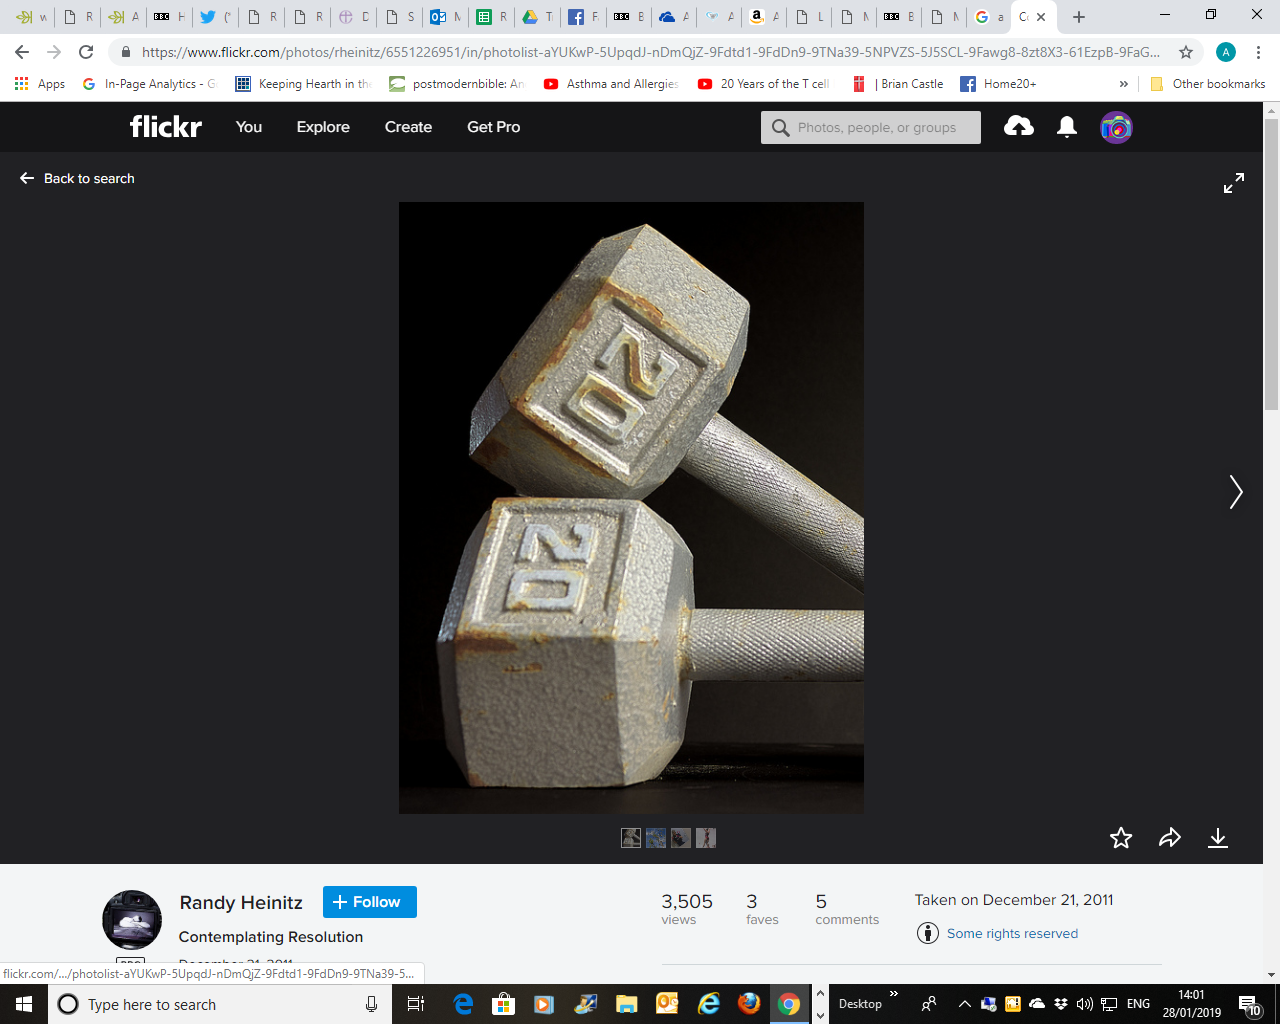 https://www.flickr.com/photos/rheinitz/6551226951/in/photolist-aYUKwP-5UpqdJ-nDmQjZ-9Fdtd1-9FdDn9-9TNa39-5NPVZS-5J5SCL-9Fawg8-8zt8X3-61EzpB-9FaG...
A
Apps
In-Page Analytics - G
Keeping Hearth in the
postmodernbible: An
Asthma and Allergies
20 Years of the T cell
| Brian Castle
Home20+
»
Other bookmarks
flickr
You
Explore
Create
Get Pro
Photos, people, or groups
Back to search
20
20
Randy Heinitz
+ Follow
Contemplating Resolution
3,505
views
3
faves
5
comments
Taken on December 21, 2011
Some rights reserved
flickr.com/.../photolist-aYUKwP-5UpqdJ-nDmQjZ-9Fdtd1-9FdDn9-9TNa39-5...
Type here to search
Desktop
»
ENG
14:01
28/01/2019
10